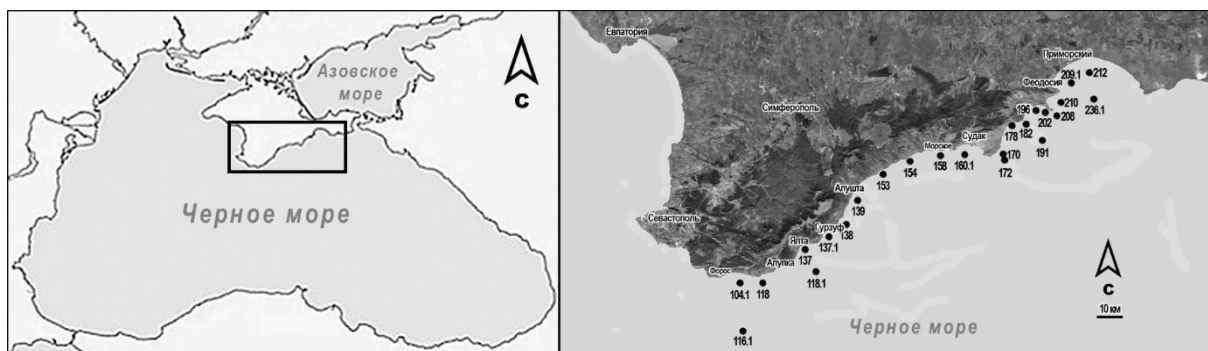 Азовское
море
С
Черное море
Евпатория
Приморский
209.1
212
Феодосия
Симферополь
196
210
236.1
202
208
178
182
Судак
191
Морское
170
158
160.1
172
154
153
Алушта
139
Севастополь
Гурзуф
138
Ялта
137.1
137
Алупка
Форос
118.1
104.1
118
С
10 км
116.1
Черное море